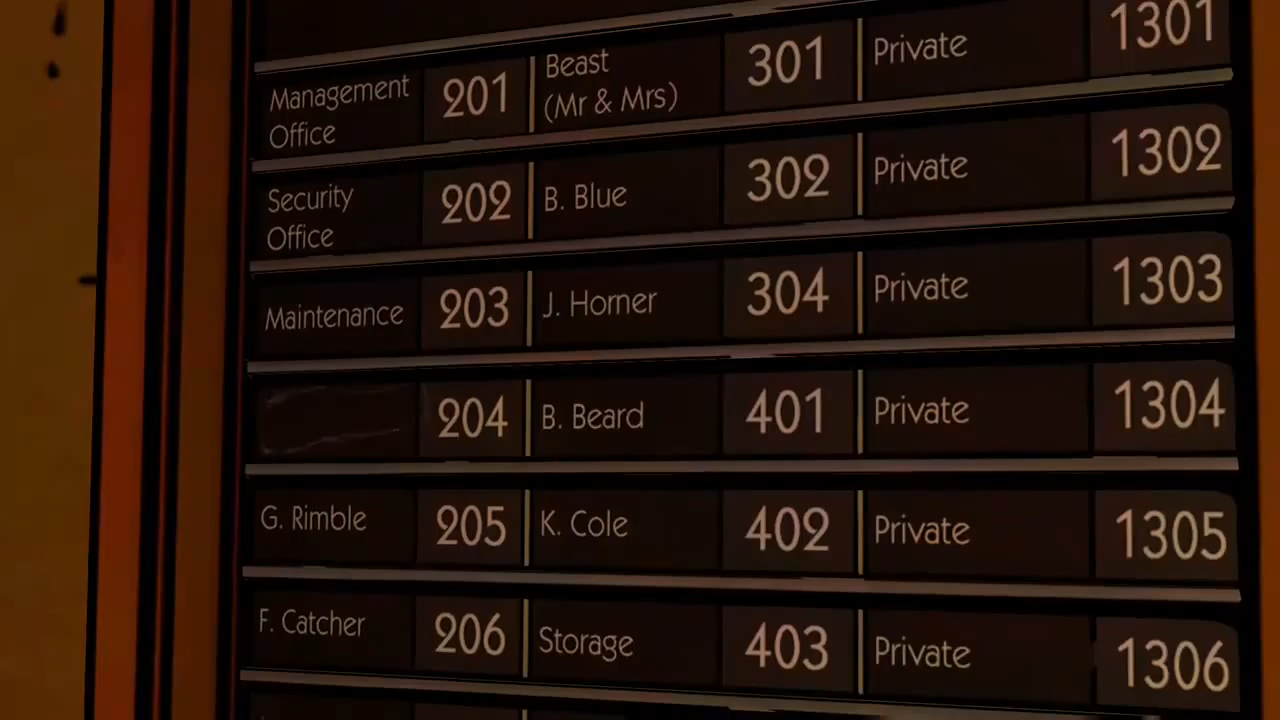 Management
Office
201
Beast
(Mr & Mrs)
301
Private
1301
Security
Office
202
B. Blue
302
Private
1302
Maintenance
203
J. Horner
304
Private
1303
204
B. Beard
401
Private
1304
G. Rimble
205
K. Cole
402
Private
1305
F. Catcher
206
Storage
403
Private
1306